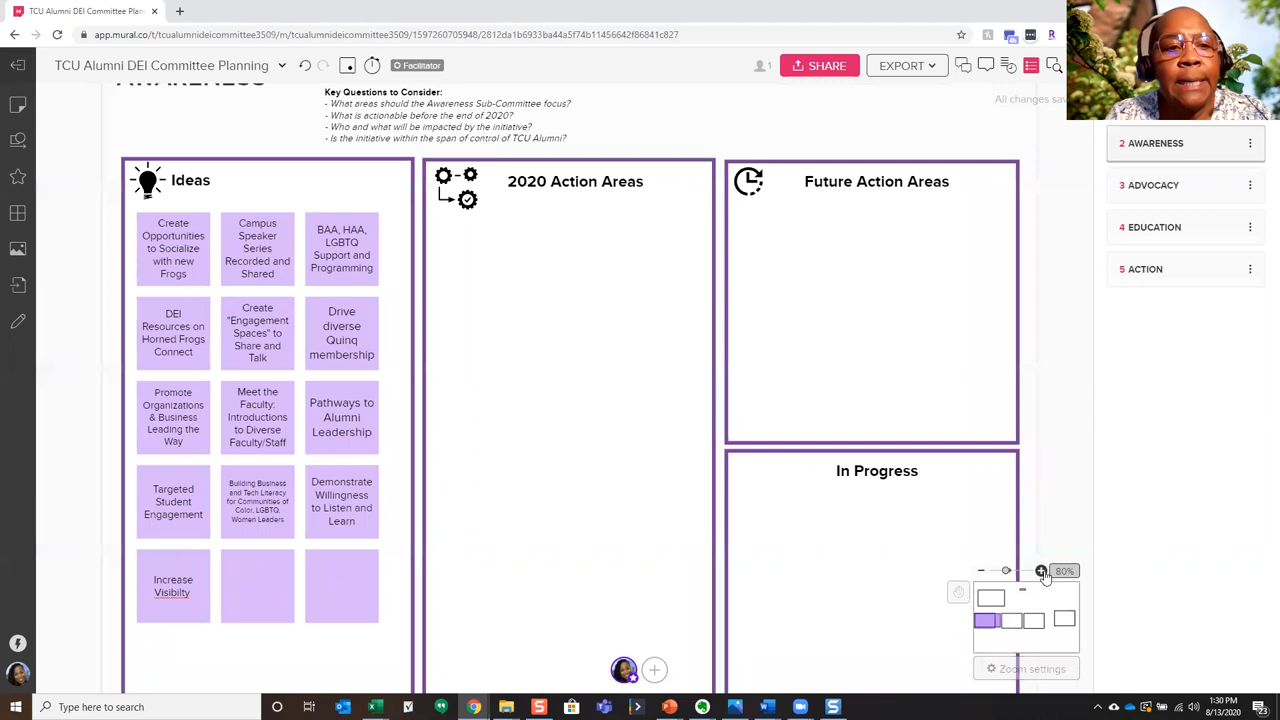 TCU Alumni DEI Committee Plannin
app.mural.co/t/tcualumnideicommittee3509/m/tcualumnideicommittee3509/1597260705948/2812da1b6933ba44a5f74b11456642f86841c827
TCU Alumni DEI Committee Planning
Facilitator
1
SHARE
EXPORT
AWARENESS
All changes sav
Key Questions to Consider:
- What areas should the Awareness Sub-Committee focus?
- What is actionable before the end of 2020?
- Who and what will be impacted by the initiative?
- Is the initiative within the span of control of TCU Alumni?
2 AWARENESS
3 ADVOCACY
4 EDUCATION
5 ACTION
Ideas
Create
Opportunities
to Socialize
with new
Frogs
Campus
Speaker
Series
Recorded and
Shared
BAA, HAA,
LGBTQ
Support and
Programming
DEI
Resources on
Horned Frogs
Connect
Create
"Engagement
Spaces" to
Share and
Talk
Drive
diverse
Quinq
membership
Promote
Organizations
& Business
Leading the
Way
Meet the
Faculty:
Introductions
to Diverse
Faculty/Staff
Pathways to
Alumni
Leadership
Targeted
Student
Engagement
Building Business
and Tech Literacy
for Communities of
Color, LGBTQ,
Women Leaders
Demonstrate
Willingness
to Listen and
Learn
Increase
Visibilty
2020 Action Areas
Future Action Areas
In Progress
80%
Zoom settings
Type here to search
1:30 PM
8/13/2020